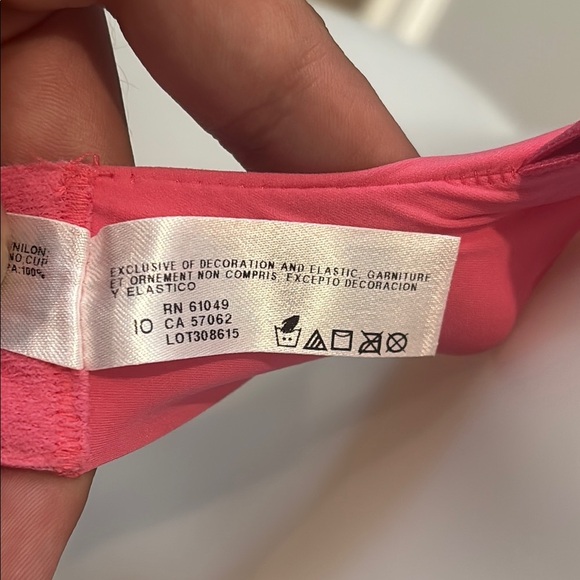 NILON,
NO, CUP
A:100%
EXCLUSIVE OF DECORATION AND ELASTIC, GARNITURE
ET ORNEMENT NON COMPRIS, EXCEPTO DECORACION
Y ELASTICO
RN 61049
10 CA 57062
LOT308615